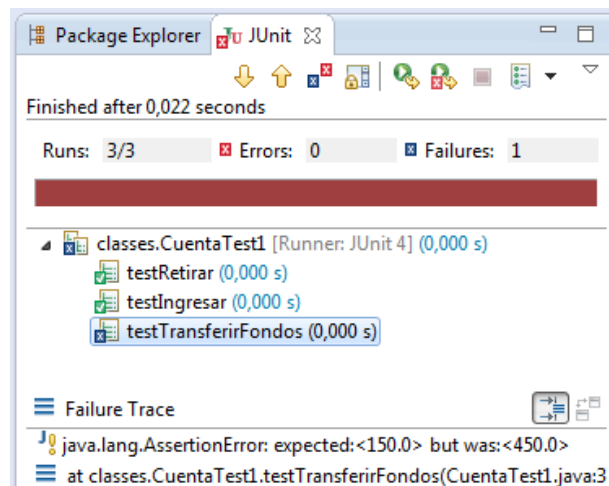 Package Explorer JUnit
Finished after 0,022 seconds
Runs: 3/3 Errors: 0 Failures: 1
classes.CuentaTest1 [Runner: JUnit 4] (0,000 s)
testRetirar (0,000 s)
testIngresar (0,000 s)
testTransferirFondos (0,000 s)
Failure Trace
java.lang.AssertionError: expected:<150.0> but was:<450.0>
at classes.CuentaTest1.testTransferirFondos(CuentaTest1.java:3